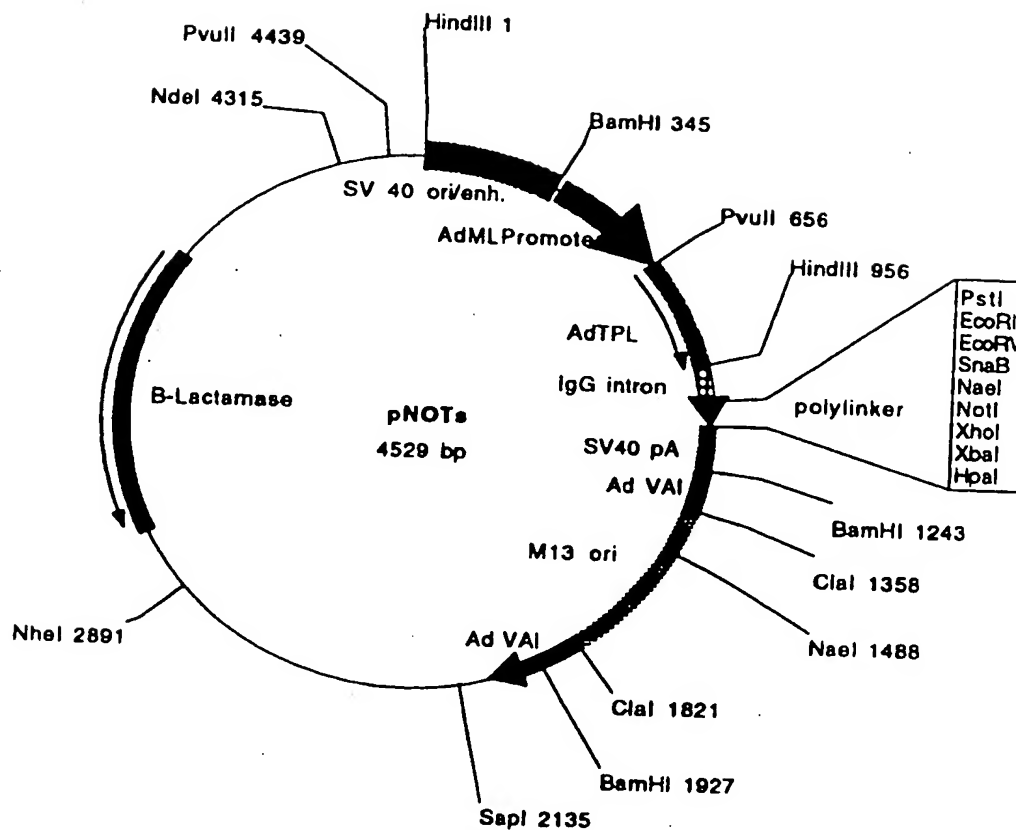 HindIII 1
PvuII 4439
NdeI 4315
BamHI 345
SV 40 ori/enh.
AdMLPromote
PvuII 656
HindIII 956
PstI
EcoRI
EcoRV
SnaB
NaeI
NotI
XhoI
XbaI
HpaI
AdTPL
IgG intron
polylinker
B-Lactamase
pNOTs
4529 bp
SV40 pA
Ad VAI
BamHI 1243
M13 ori
ClaI 1358
NheI 2891
Ad VAI
NaeI 1488
ClaI 1821
BamHI 1927
SapI 2135